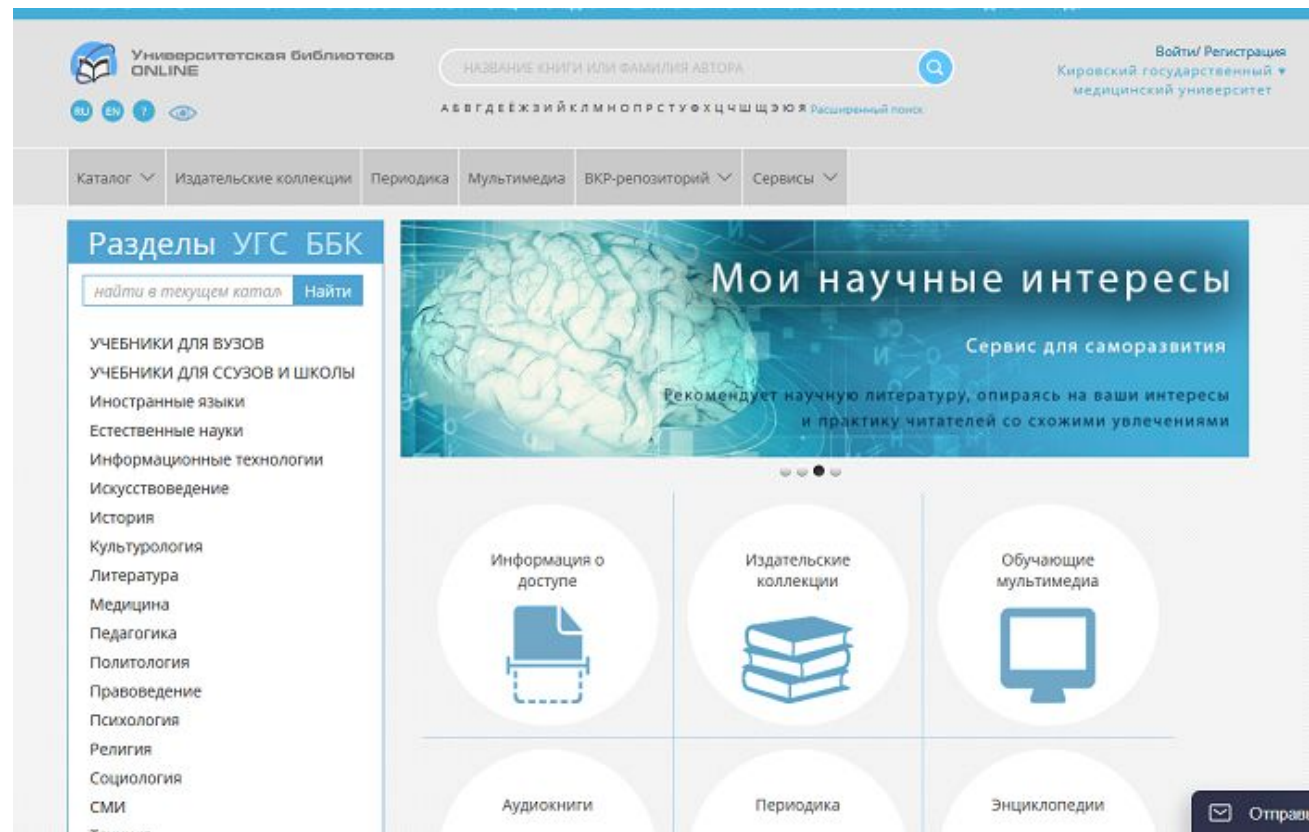 Университетская библиотека
ONLINE
НАЗВАНИЕ КНИГИ ИЛИ ФАМИЛИЯ АВТОРА
Войти/ Регистрация
Кировский государственный
медицинский университет
RU EN ?
А Б В Г Д Е Ё Ж З И Й К Л М Н О П Р С Т У Ф Х Ц Ч Ш Щ Э Ю Я Расширенный поиск
Каталог Издательские коллекции Периодика Мультимедиа ВКР-репозиторий Сервисы
Разделы УГС ББК
найти в текущем катал Найти
УЧЕБНИКИ ДЛЯ ВУЗОВ
УЧЕБНИКИ ДЛЯ ССУЗОВ И ШКОЛЫ
Иностранные языки
Естественные науки
Информационные технологии
Искусствоведение
История
Культурология
Литература
Медицина
Педагогика
Политология
Правоведение
Психология
Религия
Социология
СМИ
Мои научные интересы
Сервис для саморазвития
Рекомендует научную литературу, опираясь на ваши интересы
и практику читателей со схожими увлечениями
Информация о
доступе
Издательские
коллекции
Обучающие
мультимедиа
Аудиокниги
Периодика
Энциклопедии
Отправ